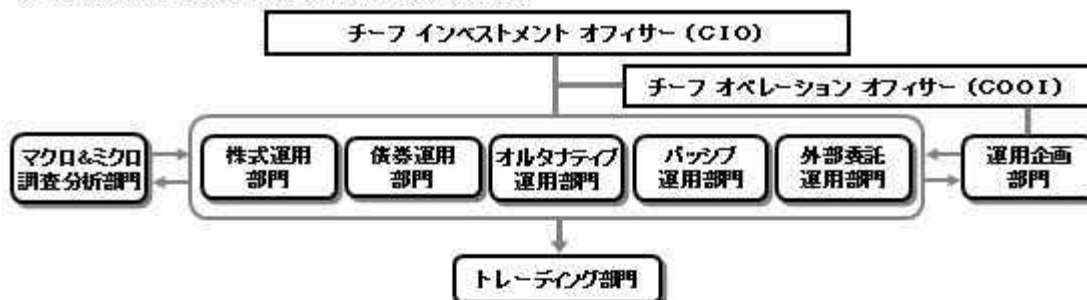 チーフ インベストメント オフィサー (CIO)
チーフ オペレーション オフィサー (COOI)
マクロ&ミクロ
調査分析部門
株式運用
部門
債券運用
部門
オルタナティブ
運用部門
パッシブ
運用部門
外部委託
運用部門
運用企画
部門
トレーディング部門